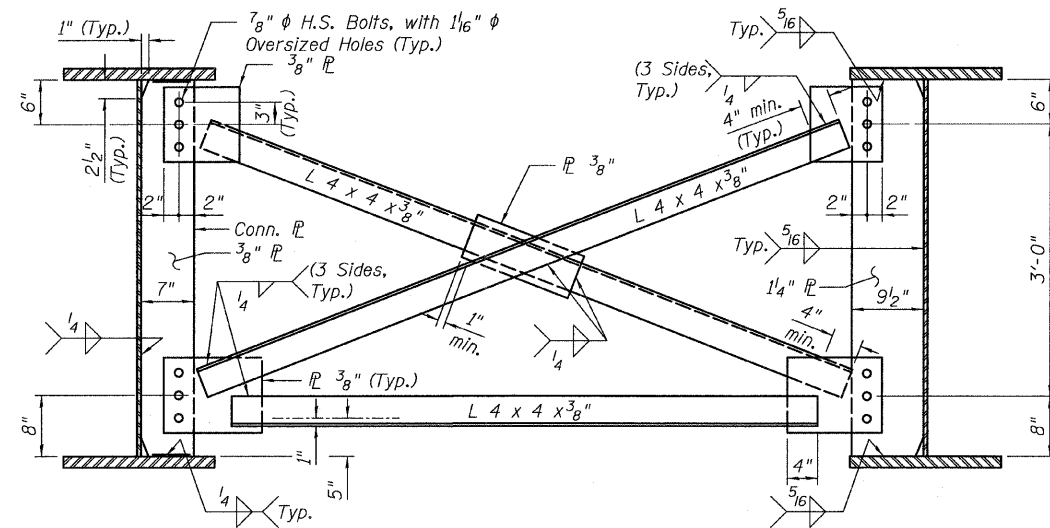 1" (Typ.)
7/8" ϕ H.S. Bolts, with 1 1/16" ϕ
Oversized Holes (Typ.)
3/8" ℄
5/16
Typ.
(3 Sides,
Typ.)
1/4
4" min.
(Typ.)
6"
3"
(Typ.)
2 1/2"
(Typ.)
6"
L 4 x 4 x 3/8"
L 4 x 4 x 3/8"
PL 3/8"
2"
2"
2"
2"
Conn. PL
3/8" PL
5/16
Typ.
(3 Sides,
Typ.)
1/4
7"
1 1/4" PL
9 1/2"
3'-0"
1/4
1"
min.
1/4
4"
min.
PL 3/8" (Typ.)
L 4 x 4 x 3/8"
8"
1"
5"
4"
8"
1/4
Typ.
5/16